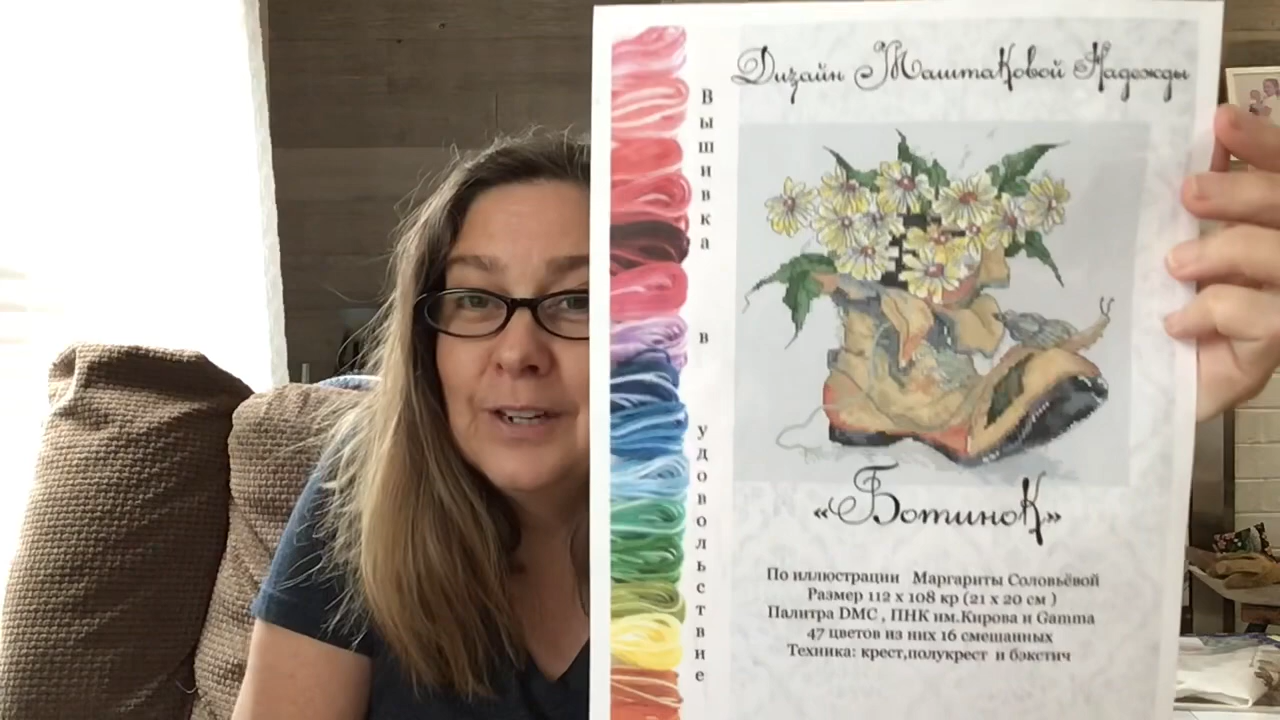 Дизайн Маштаковой Надежды
Вышивка в удовольствие
«Ботинок»
По иллюстрации Маргариты Соловьёвой
Размер 112 х 108 кр (21 х 20 см )
Палитра DMC , ПНК им.Кирова и Gamma
47 цветов из них 16 смешанных
Техника: крест,полукрест и бэкстич